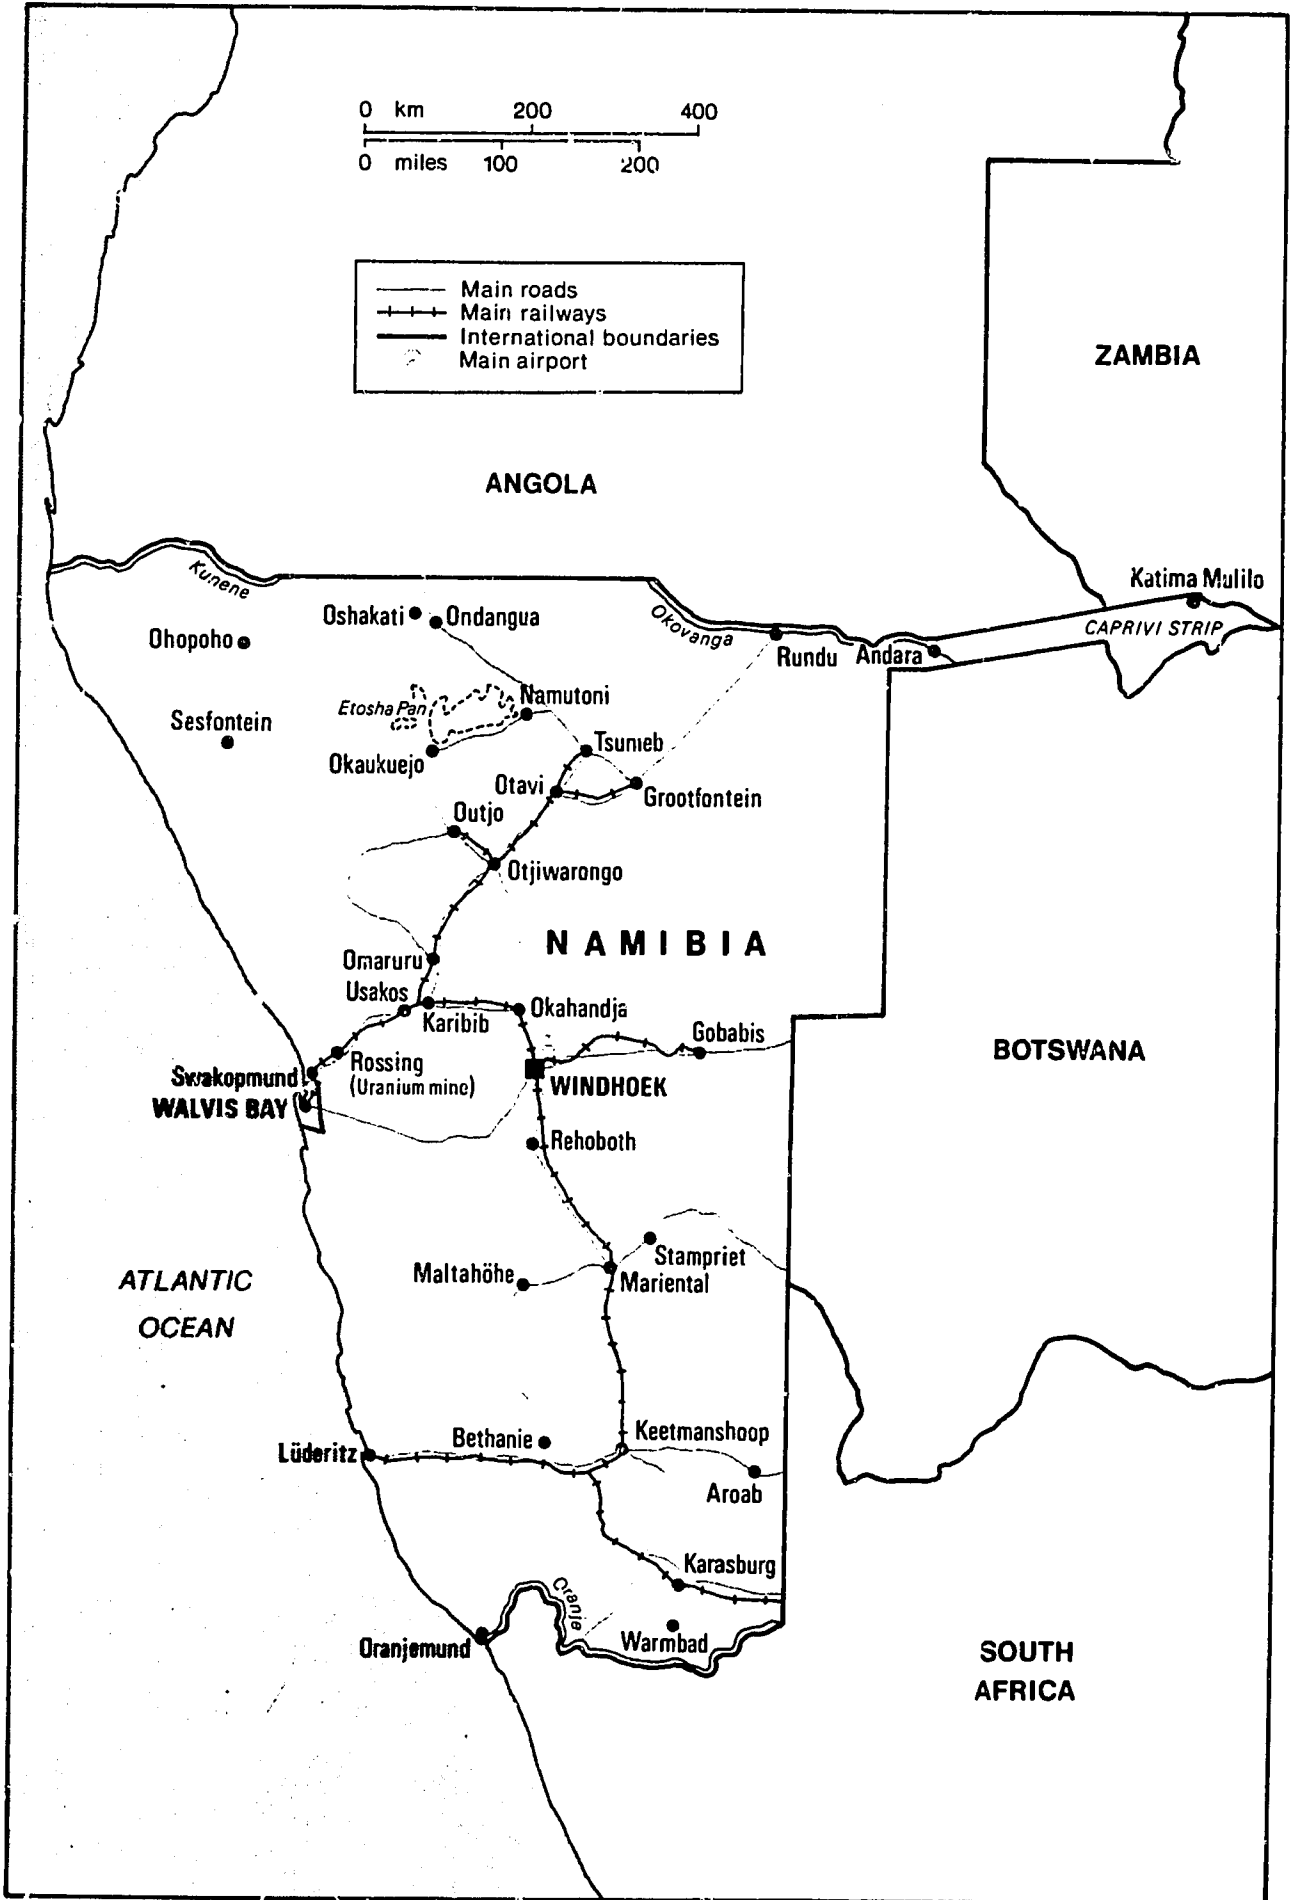 0 km 200 400
0 miles 100 200
Main roads
Main railways
International boundaries
Main airport
ZAMBIA
ANGOLA
Kunene
Katima Mulilo
Oshakati
Ondangua
Okovanga
CAPRIVI STRIP
Ohopoho
Rundu
Andara
Etosha Pan
Namutoni
Sesfontein
Okaukuejo
Tsumeb
Otavi
Grootfontein
Outjo
Otjiwarongo
NAMIBIA
Omaruru
Usakos
Karibib
Okahandja
Gobabis
BOTSWANA
Rossing
(Uranium mine)
Swakopmund
WALVIS BAY
WINDHOEK
Rehoboth
Stampriet
Maltahöhe
Mariental
ATLANTIC
OCEAN
Keetmanshoop
Bethanie
Lüderitz
Aroab
Karasburg
Oranje
Warmbad
Oranjemund
SOUTH
AFRICA